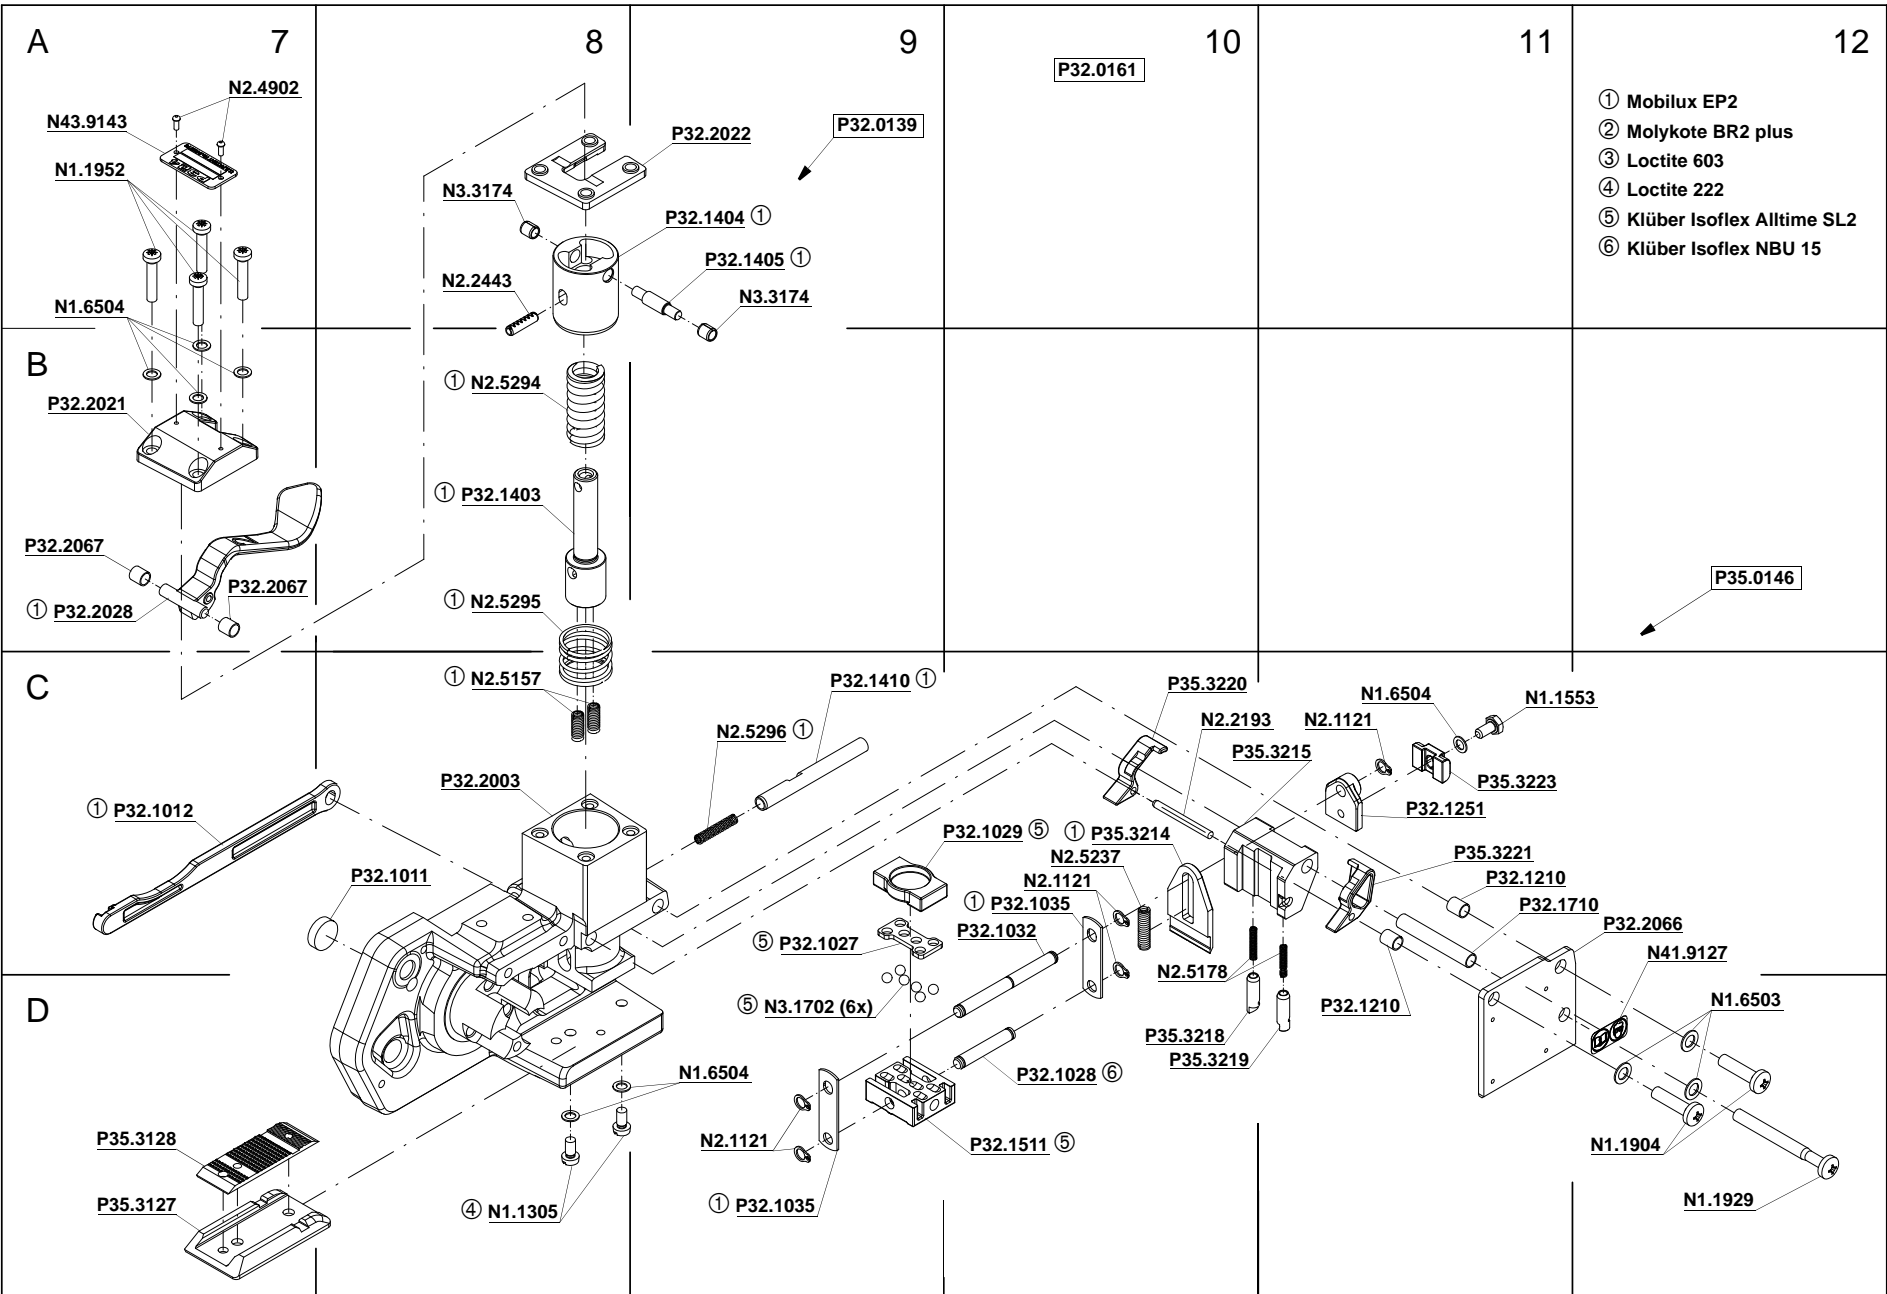 A
7
8
9
10
11
12
P32.0161
① Mobilux EP2
② Molykote BR2 plus
③ Loctite 603
④ Loctite 222
⑤ Klüber Isoflex Alltime SL2
⑥ Klüber Isoflex NBU 15
N2.4902
N43.9143
N1.1952
N1.6504
P32.2022
P32.0139
N3.3174
P32.1404 ①
P32.1405 ①
N2.2443
N3.3174
B
P32.2021
① N2.5294
① P32.1403
P32.2067
P32.2067
① P32.2028
① N2.5295
P35.0146
C
① N2.5157
P32.1410 ①
N2.5296 ①
P32.2003
① P32.1012
P32.1011
P35.3220
N2.2193
P35.3215
N1.6504
N1.1553
N2.1121
P35.3223
P32.1251
P32.1029 ⑤
① P35.3214
N2.5237
N2.1121
① P32.1035
P32.1032
⑤ P32.1027
P35.3221
P32.1210
P32.1710
P32.2066
N41.9127
N2.5178
D
⑤ N3.1702 (6x)
P35.3218
P35.3219
P32.1210
N1.6503
N1.6504
P32.1028 ⑥
P35.3128
N2.1121
P32.1511 ⑤
N1.1904
P35.3127
④ N1.1305
① P32.1035
N1.1929